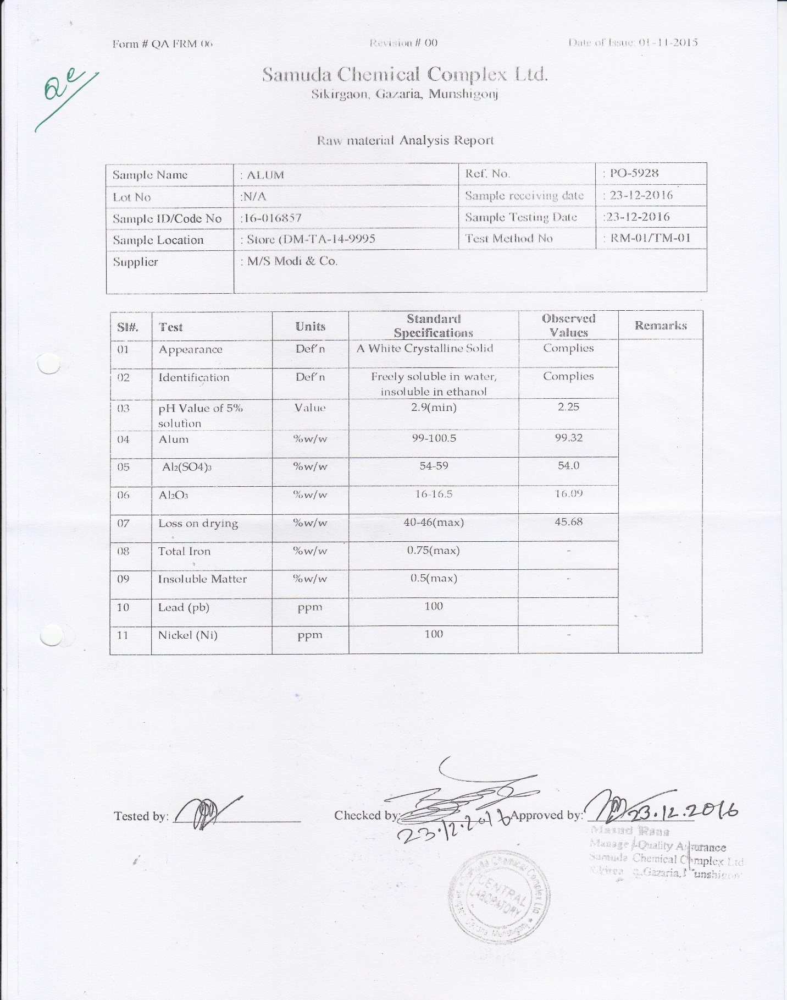 Form # QA FRM 06 Revision # 00 Date of Issue: 01-11-2015
Samuda Chemical Complex Ltd.
Sikirgaon, Gazaria, Munshigonj
Raw material Analysis Report
Sample Name : ALUM Ref. No. : PO-5928
Lot No :N/A Sample receiving date : 23-12-2016
Sample ID/Code No :16-016857 Sample Testing Date :23-12-2016
Sample Location : Store (DM-TA-14-9995 Test Method No : RM-01/TM-01
Supplier : M/S Modi & Co.
Sl#. Test Units Standard Specifications Observed Values Remarks
01 Appearance Def'n A White Crystalline Solid Complies
02 Identification Def'n Freely soluble in water, insoluble in ethanol Complies
03 pH Value of 5% solution Value 2.9(min) 2.25
04 Alum %w/w 99-100.5 99.32
05 Al2(SO4)3 %w/w 54-59 54.0
06 Al2O3 %w/w 16-16.5 16.09
07 Loss on drying %w/w 40-46(max) 45.68
08 Total Iron %w/w 0.75(max) -
09 Insoluble Matter %w/w 0.5(max) -
10 Lead (pb) ppm 100
11 Nickel (Ni) ppm 100 -
Tested by: Checked by: Approved by: 23.12.2016
23.12.2016
Masud Rana
Manager-Quality Assurance
Samuda Chemical Complex Ltd
Gazaria, Munshigon
Samuda Chemical Complex Ltd.
CENTRAL
LABORATORY